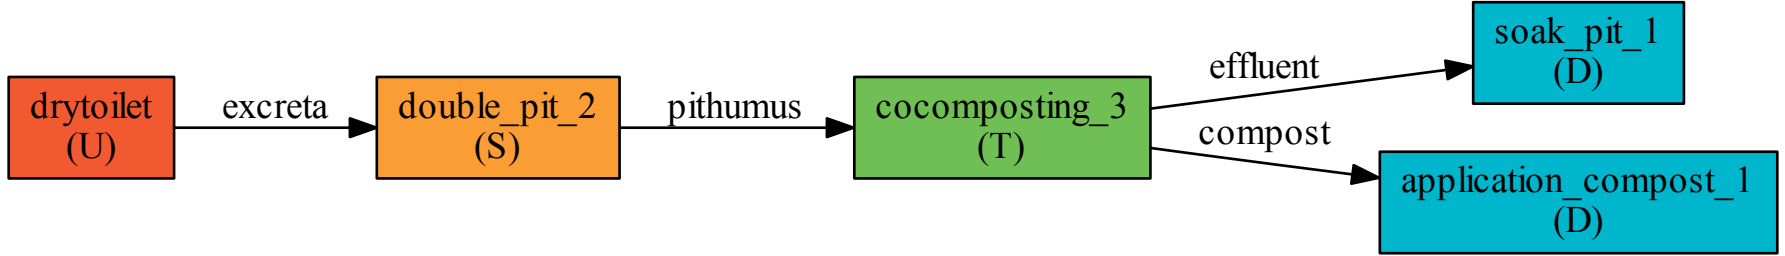 drytoilet
(U)
excreta
double_pit_2
(S)
pithumus
cocomposting_3
(T)
effluent
soak_pit_1
(D)
compost
application_compost_1
(D)